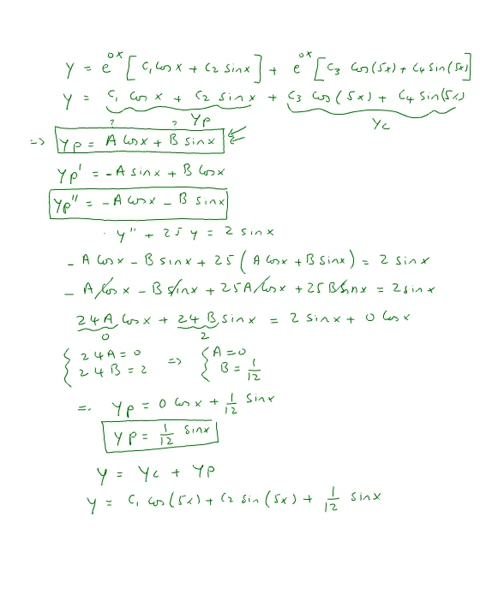 y = e^{0x} [c₁ cos x + c₂ sin x] + e^{0x} [c₃ cos(5x) + c₄ sin(5x)]
y = c₁ cos x + c₂ sin x + c₃ cos(5x) + c₄ sin(5x)
? ? yp yc
=> yp = A cos x + B sin x
yp' = -A sin x + B cos x
yp'' = -A cos x - B sin x
y'' + 25y = 2 sin x
- A cos x - B sin x + 25(A cos x + B sin x) = 2 sin x
- A cos x - B sin x + 25A cos x + 25B sin x = 2 sin x
24A cos x + 24B sin x = 2 sin x + 0 cos x
0 2
{ 24A = 0 => { A = 0
24B = 2 B = 1/12
=. yp = 0 cos x + 1/12 sin x
yp = 1/12 sin x
y = yc + yp
y = c₁ cos(5x) + c₂ sin(5x) + 1/12 sin x